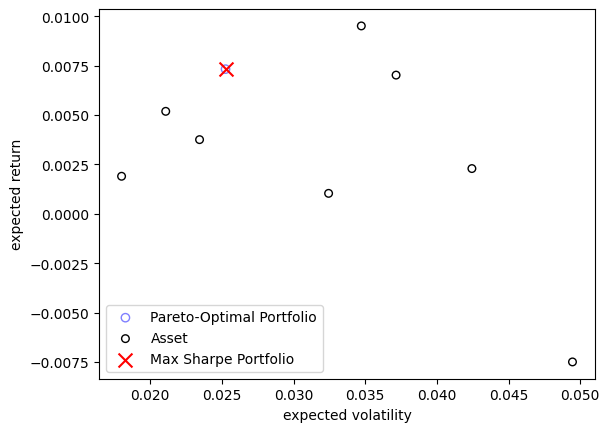 0.0100
0.0075
0.0050
0.0025
0.0000
−0.0025
−0.0050
−0.0075
expected return
Pareto-Optimal Portfolio
Asset
Max Sharpe Portfolio
0.020 0.025 0.030 0.035 0.040 0.045 0.050
expected volatility